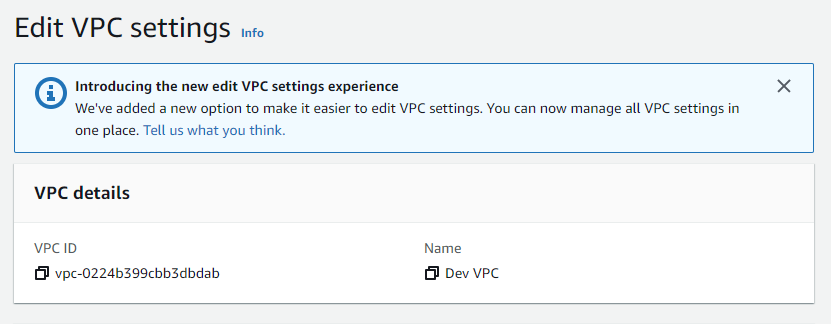 Edit VPC settings Info
Introducing the new edit VPC settings experience
We've added a new option to make it easier to edit VPC settings. You can now manage all VPC settings in
one place. Tell us what you think.
VPC details
VPC ID
vpc-0224b399cbb3dbdab
Name
Dev VPC